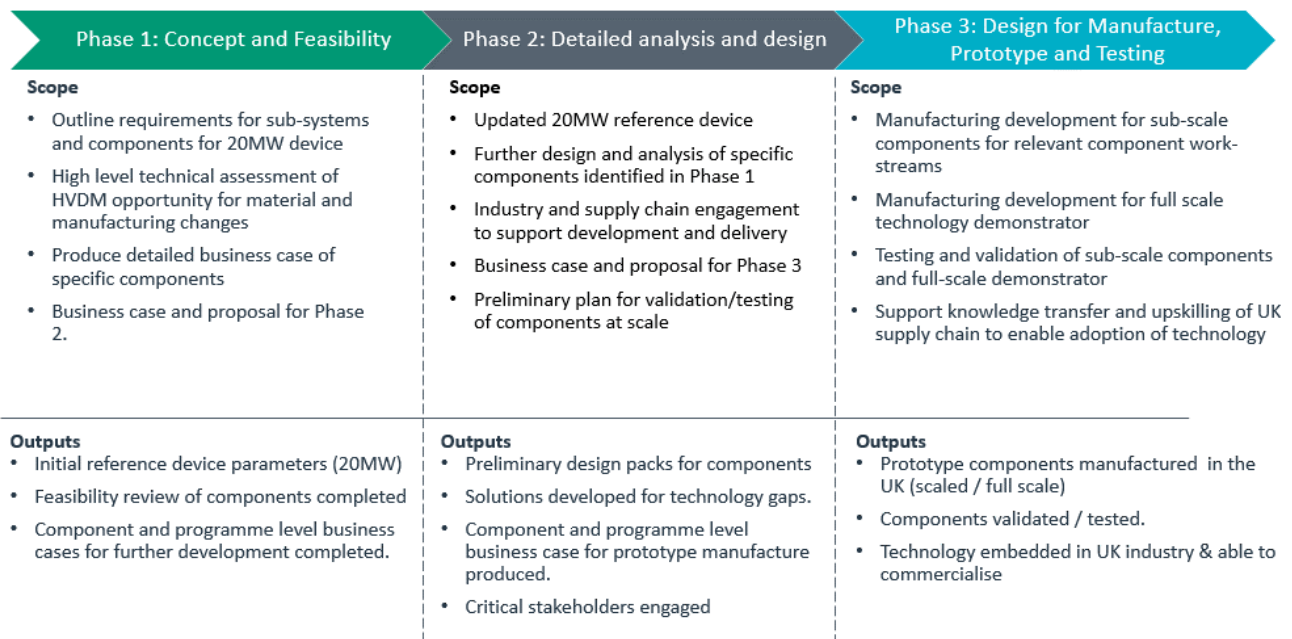 Phase 1: Concept and Feasibility
Scope
• Outline requirements for sub-systems
and components for 20MW device
• High level technical assessment of
HVDM opportunity for material and
manufacturing changes
• Produce detailed business case of
specific components
• Business case and proposal for Phase
2.
Outputs
• Initial reference device parameters (20MW)
• Feasibility review of components completed
• Component and programme level business
cases for further development completed.
Phase 2: Detailed analysis and design
Scope
• Updated 20MW reference device
• Further design and analysis of specific
components identified in Phase 1
• Industry and supply chain engagement
to support development and delivery
• Business case and proposal for Phase 3
• Preliminary plan for validation/testing
of components at scale
Outputs
• Preliminary design packs for components
• Solutions developed for technology gaps.
• Component and programme level
business case for prototype manufacture
produced.
• Critical stakeholders engaged
Phase 3: Design for Manufacture,
Prototype and Testing
Scope
• Manufacturing development for sub-scale
components for relevant component work-
streams
• Manufacturing development for full scale
technology demonstrator
• Testing and validation of sub-scale components
and full-scale demonstrator
• Support knowledge transfer and upskilling of UK
supply chain to enable adoption of technology
Outputs
• Prototype components manufactured in the
UK (scaled / full scale)
• Components validated / tested.
• Technology embedded in UK industry & able to
commercialise